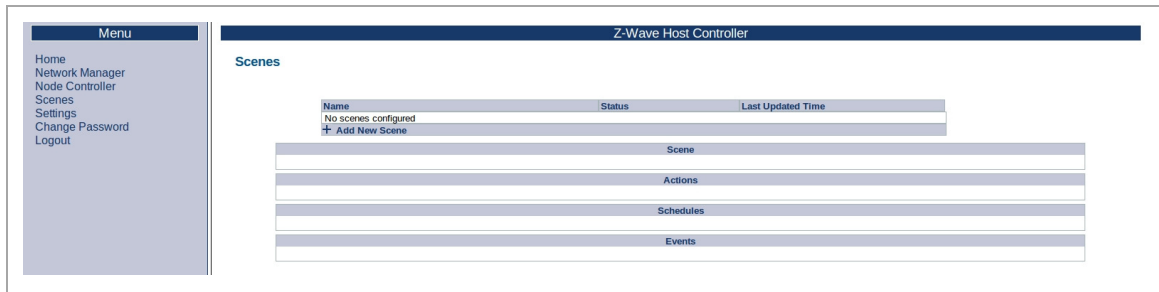 Menu
Home
Network Manager
Node Controller
Scenes
Settings
Change Password
Logout
Z-Wave Host Controller
Scenes
Name Status Last Updated Time
No scenes configured
+ Add New Scene
Scene
Actions
Schedules
Events